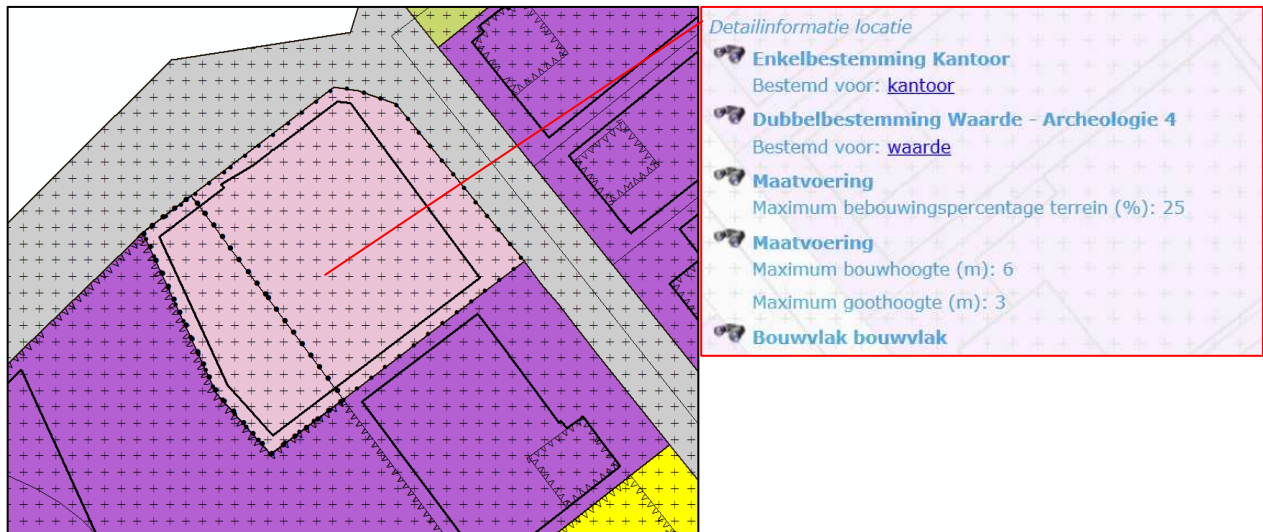 Detailinformatie locatie
Enkelbestemming Kantoor
Bestemd voor: kantoor
Dubbelbestemming Waarde - Archeologie 4
Bestemd voor: waarde
Maatvoering
Maximum bebouwingspercentage terrein (%): 25
Maatvoering
Maximum bouwhoogte (m): 6
Maximum goothoogte (m): 3
Bouwvlak bouwvlak